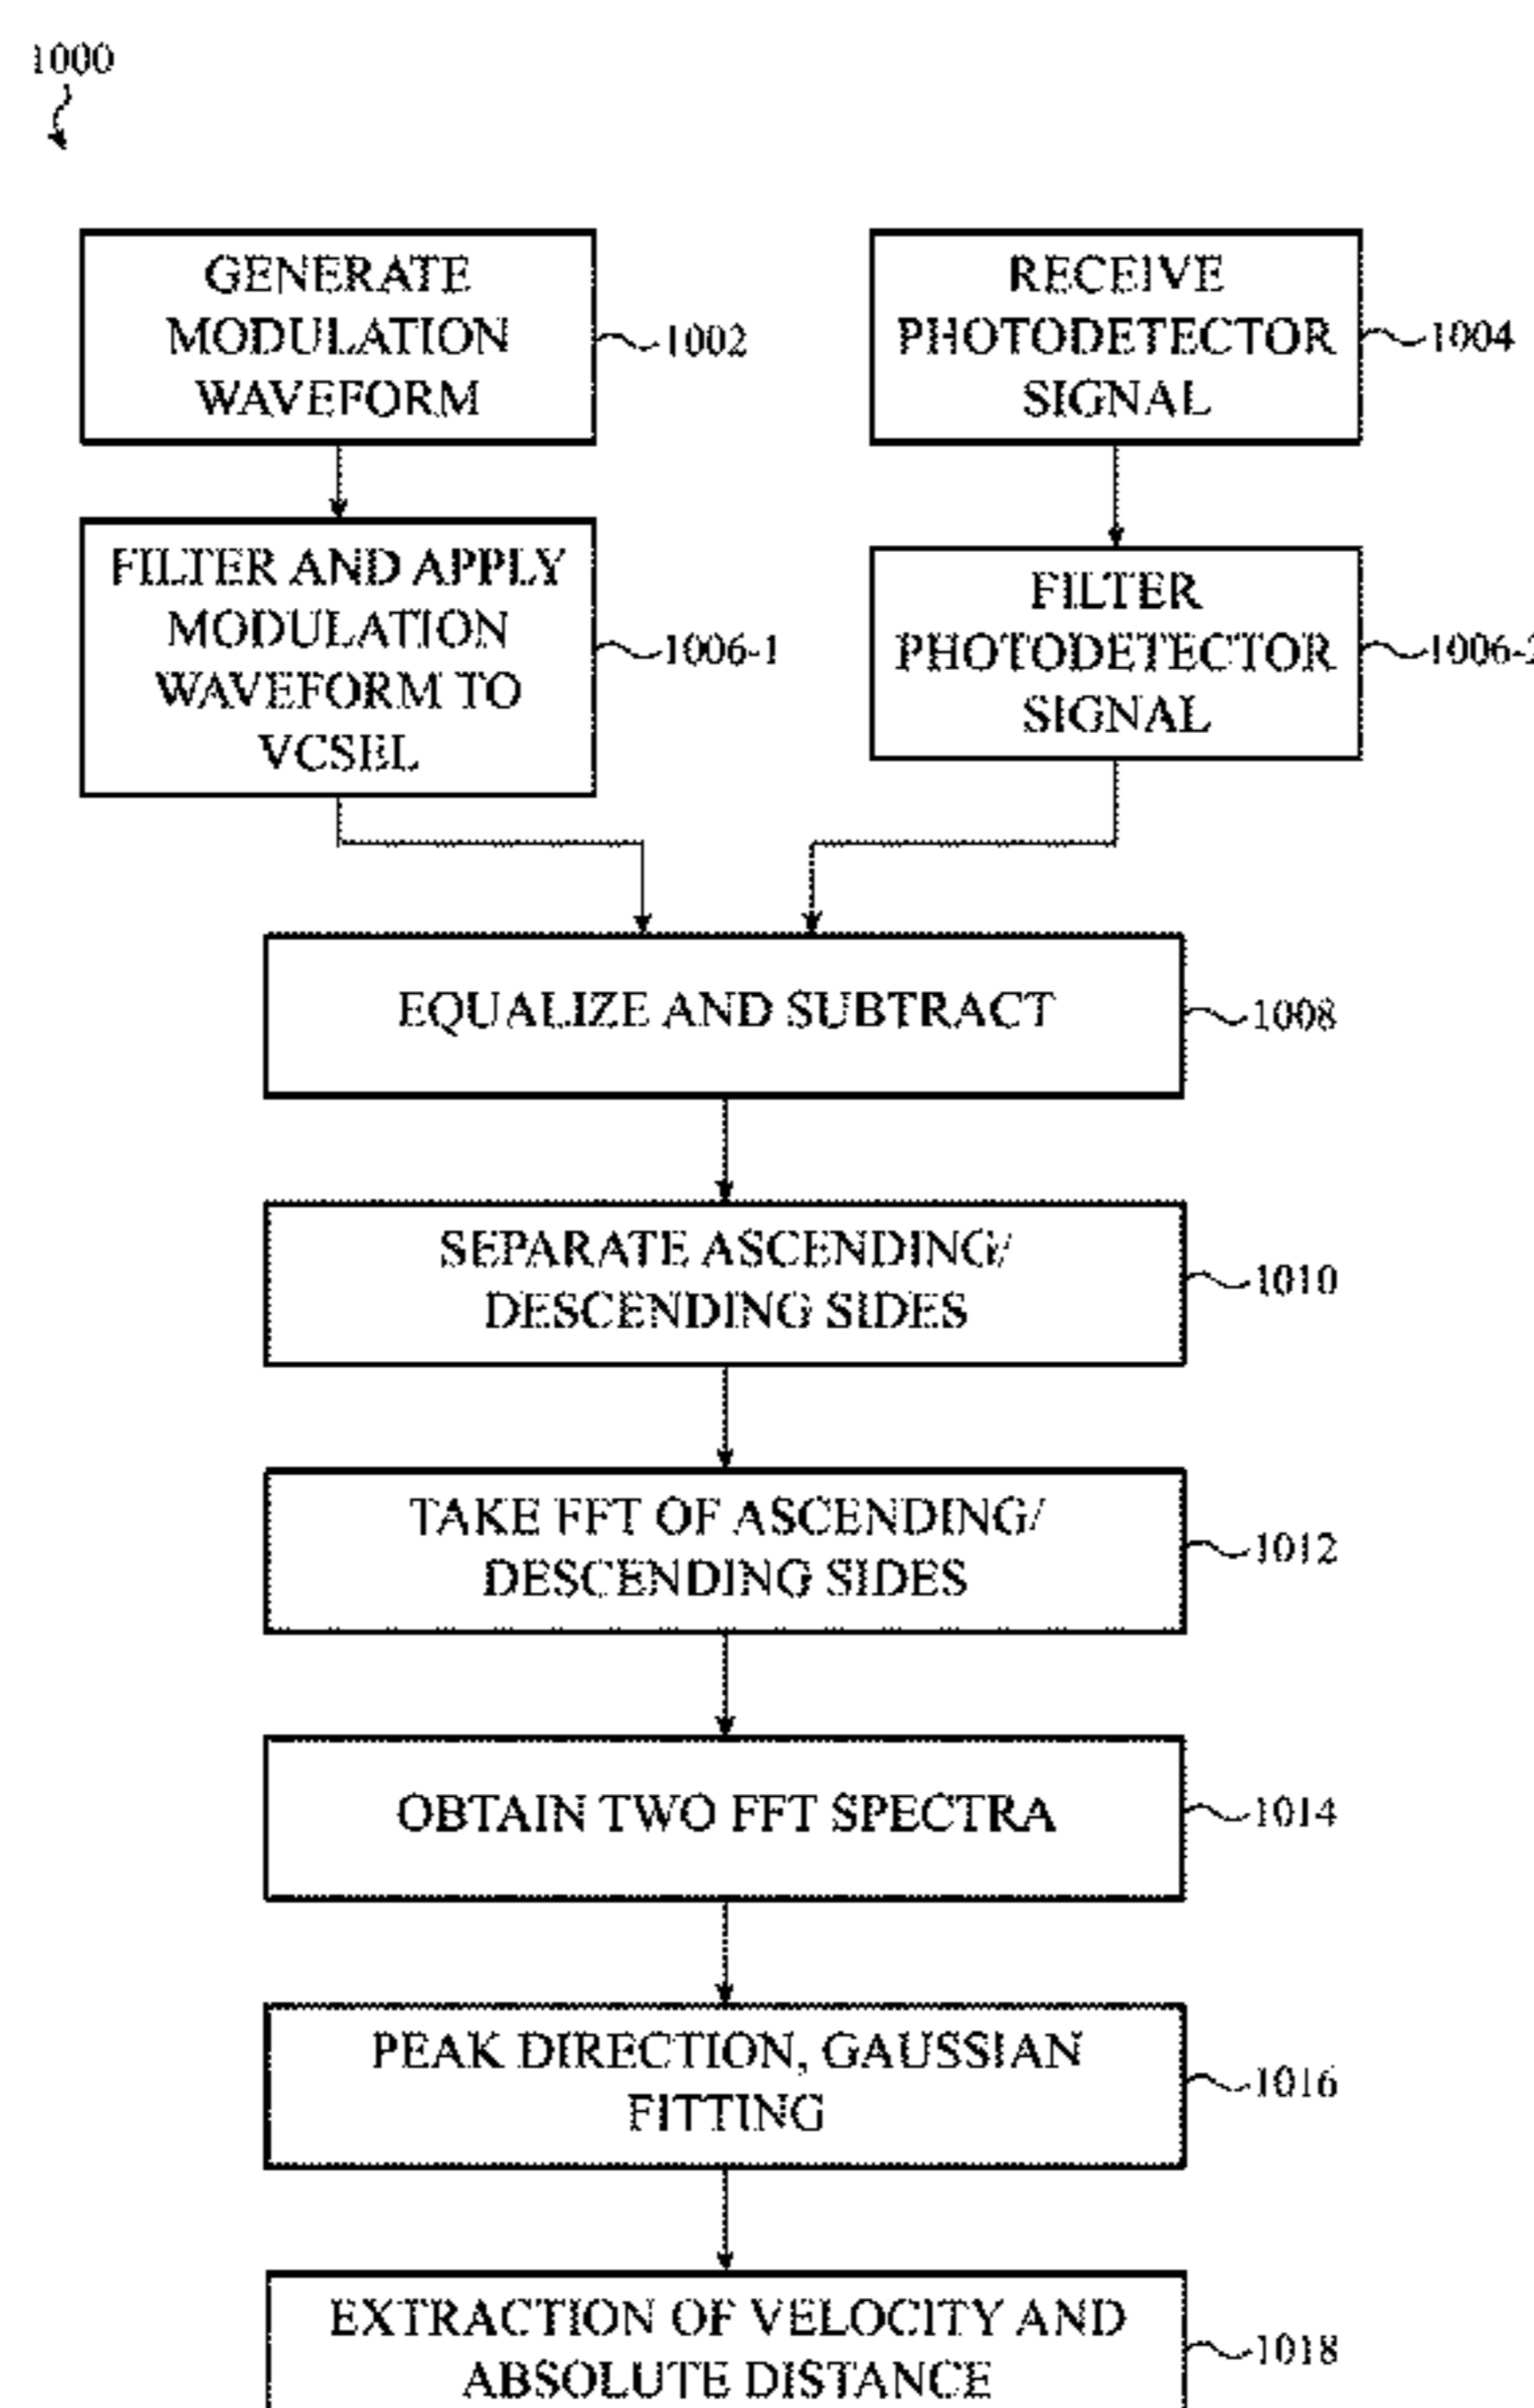 1000
GENERATE
MODULATION
WAVEFORM
1002
RECEIVE
PHOTODETECTOR
SIGNAL
1004
FILTER AND APPLY
MODULATION
WAVEFORM TO
VCSEL
1006-1
FILTER
PHOTODETECTOR
SIGNAL
1006-2
EQUALIZE AND SUBTRACT
1008
SEPARATE ASCENDING/
DESCENDING SIDES
1010
TAKE FFT OF ASCENDING/
DESCENDING SIDES
1012
OBTAIN TWO FFT SPECTRA
1014
PEAK DIRECTION, GAUSSIAN
FITTING
1016
EXTRACTION OF VELOCITY AND
ABSOLUTE DISTANCE
1018